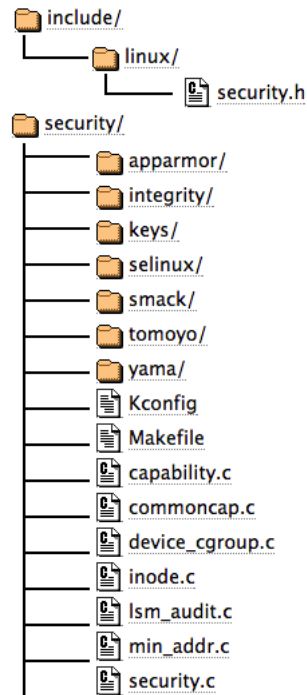 include/
linux/
security.h
security/
apparmor/
integrity/
keys/
selinux/
smack/
tomoyo/
yama/
Kconfig
Makefile
capability.c
commoncap.c
device_cgroup.c
inode.c
lsm_audit.c
min_addr.c
security.c